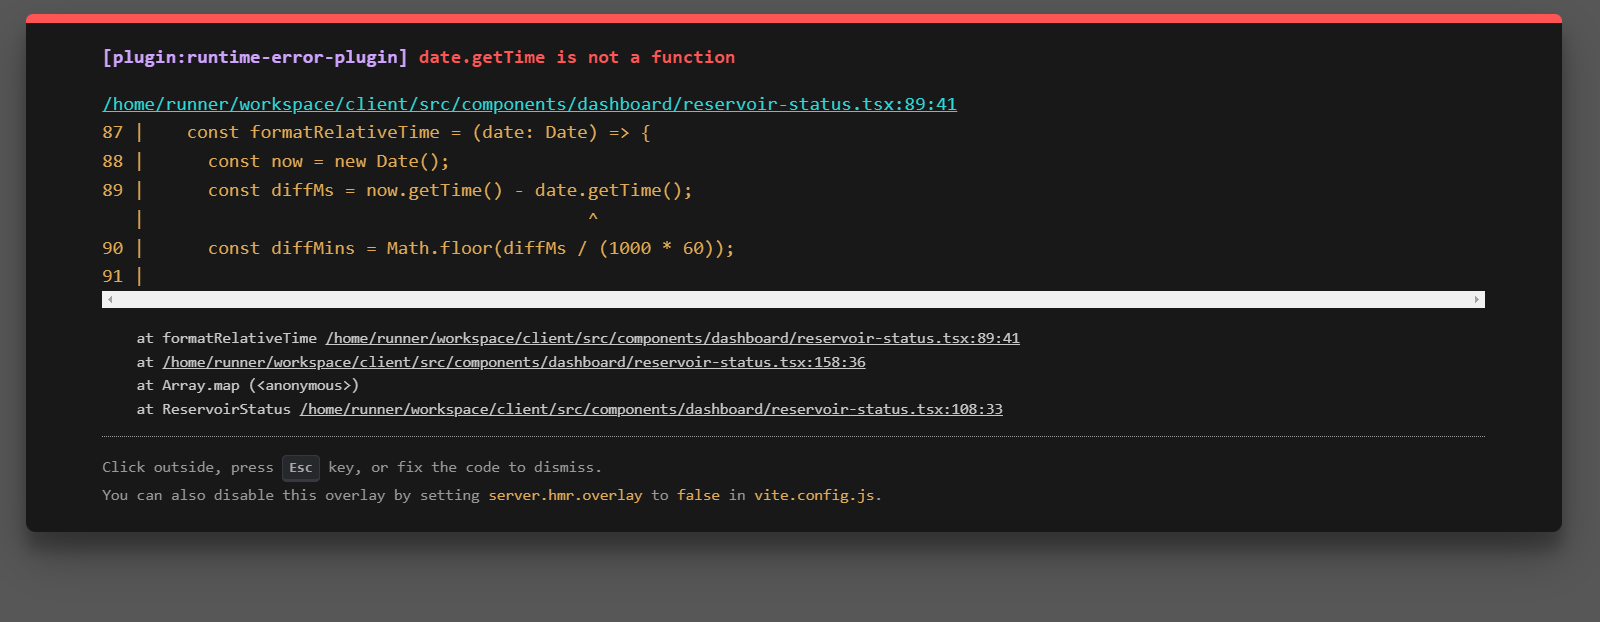 [plugin:runtime-error-plugin] date.getTime is not a function
/home/runner/workspace/client/src/components/dashboard/reservoir-status.tsx:89:41
87 |    const formatRelativeTime = (date: Date) => {
88 |      const now = new Date();
89 |      const diffMs = now.getTime() - date.getTime();
   |                                           ^
90 |      const diffMins = Math.floor(diffMs / (1000 * 60));
91 |
at formatRelativeTime /home/runner/workspace/client/src/components/dashboard/reservoir-status.tsx:89:41
at /home/runner/workspace/client/src/components/dashboard/reservoir-status.tsx:158:36
at Array.map (<anonymous>)
at ReservoirStatus /home/runner/workspace/client/src/components/dashboard/reservoir-status.tsx:108:33
Click outside, press Esc key, or fix the code to dismiss.
You can also disable this overlay by setting server.hmr.overlay to false in vite.config.js.